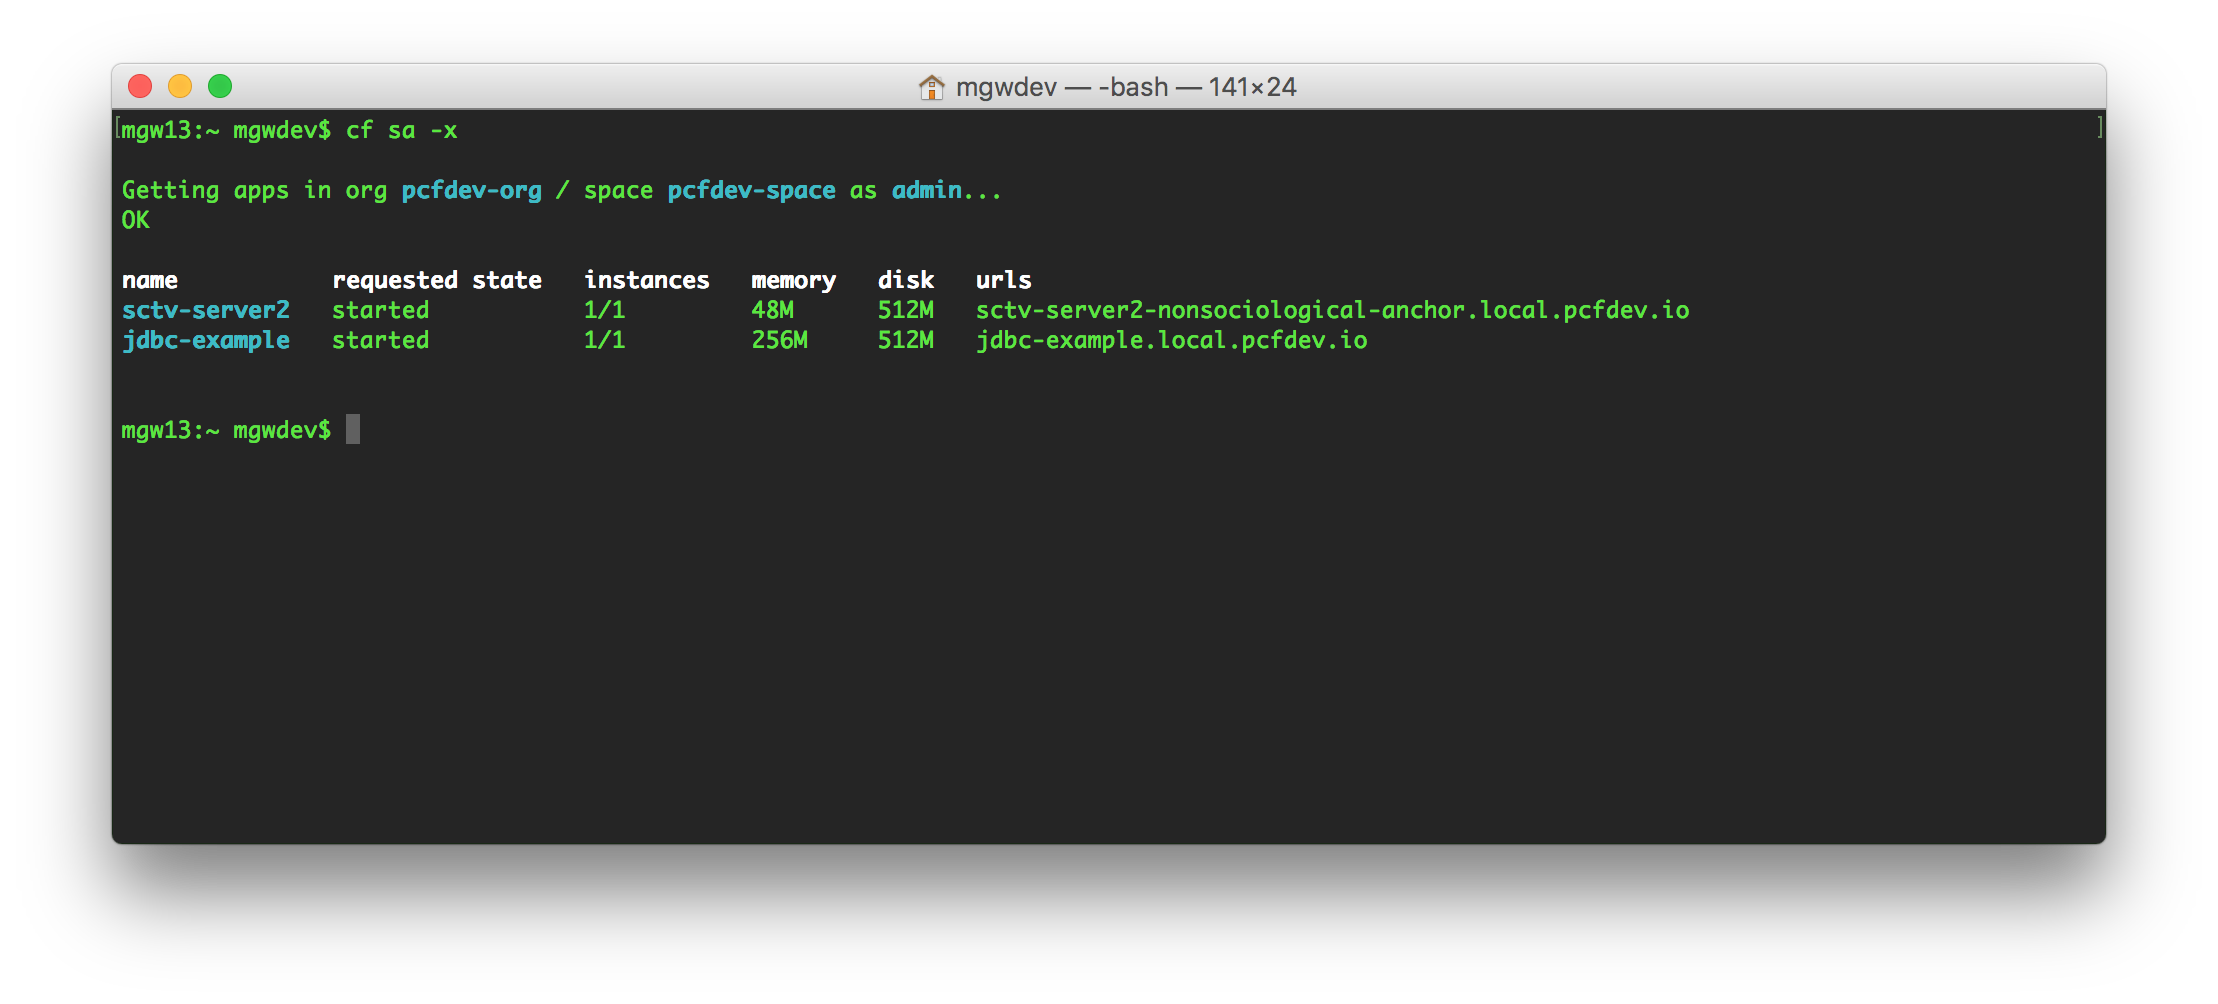 mgwdev — -bash — 141×24
[mgw13:~ mgwdev$ cf sa -x ]
Getting apps in org pcfdev-org / space pcfdev-space as admin...
OK
name requested state instances memory disk urls
sctv-server2 started 1/1 48M 512M sctv-server2-nonsociological-anchor.local.pcfdev.io
jdbc-example started 1/1 256M 512M jdbc-example.local.pcfdev.io
mgw13:~ mgwdev$